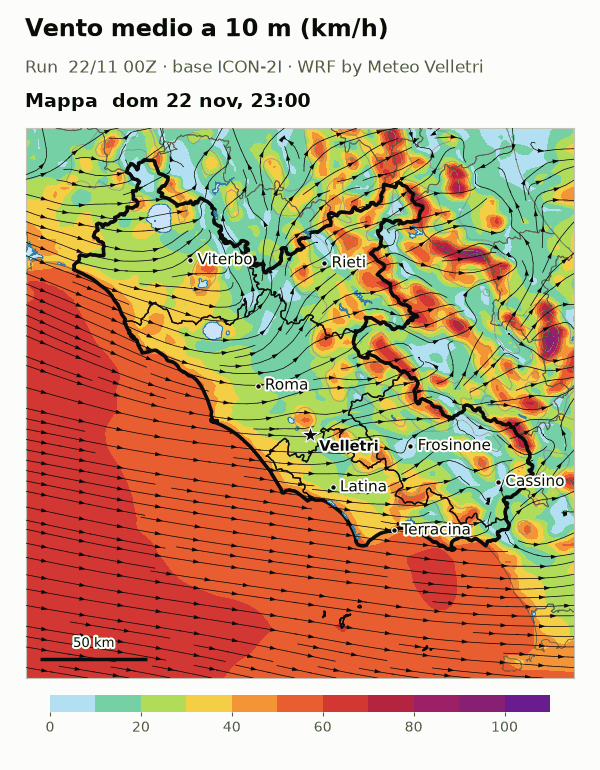 Vento medio a 10 m (km/h)
Run  22/11 00Z · base ICON-2I · WRF by Meteo Velletri
Mappa  dom 22 nov, 23:00
Viterbo
Rieti
Roma
Velletri
Frosinone
Latina
Cassino
Terracina
50 km
0 20 40 60 80 100